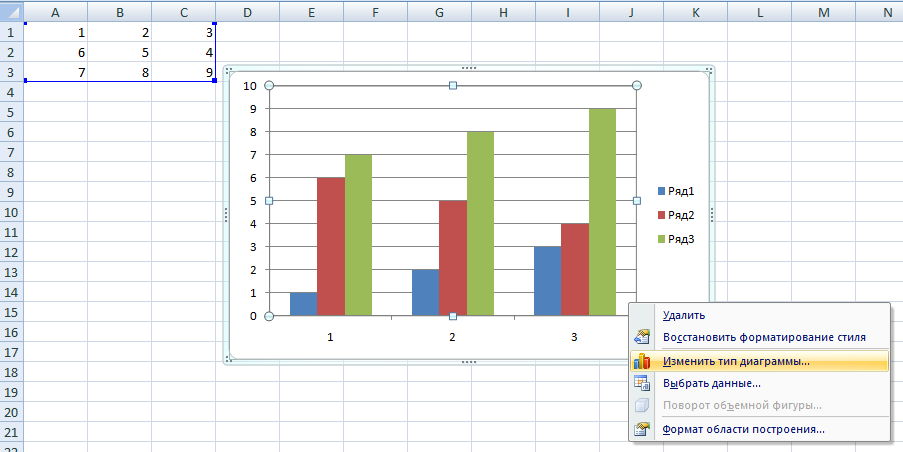 A B C D E F G H I J K L M N
1 1 2 3
2 6 5 4
3 7 8 9
4
5
6
7
8
9
10
11
12
13
14
15
16
17
18
19
20
21
22
10
9
8
7
6
5
4
3
2
1
0
1 2 3
Ряд1
Ряд2
Ряд3
Удалить
Восстановить форматирование стиля
Изменить тип диаграммы...
Выбрать данные...
Поворот объемной фигуры...
Формат области построения...